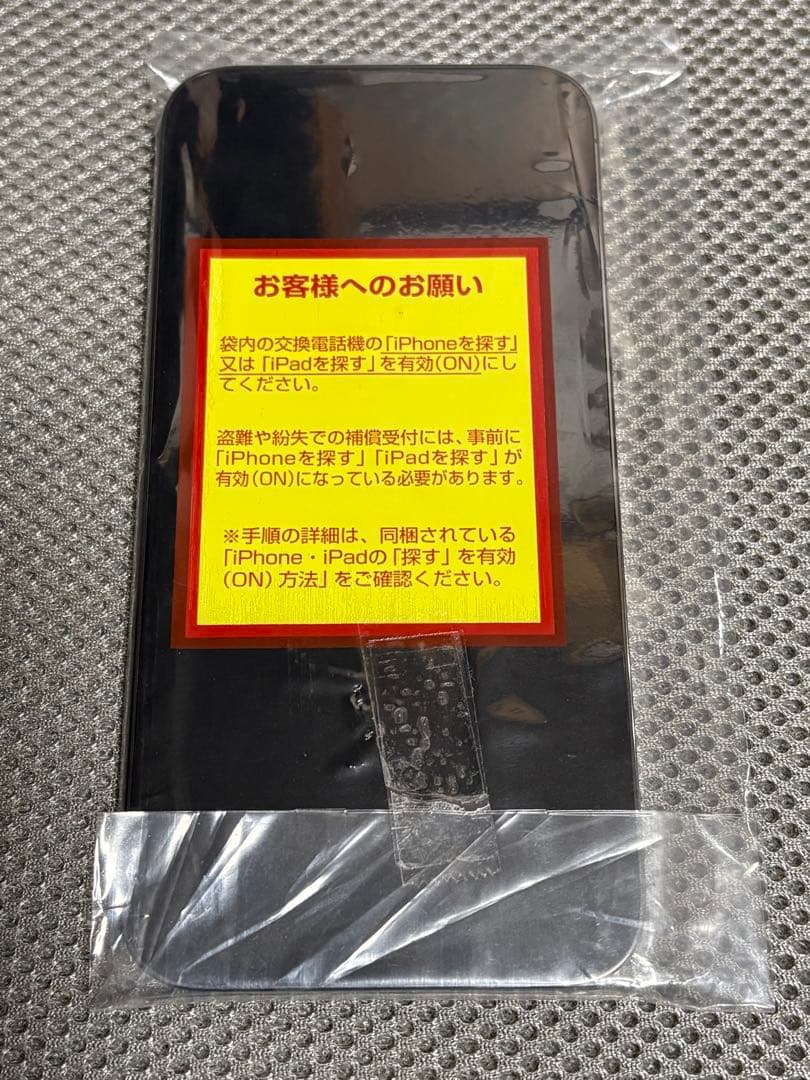 お客様へのお願い
袋内の交換電話機の「iPhoneを探す」
又は「iPadを探す」を有効(ON)にし
てください。
盗難や紛失での補償受付には、事前に
「iPhoneを探す」「iPadを探す」が
有効(ON)になっている必要があります。
※手順の詳細は、同梱されている
「iPhone・iPadの「探す」を有効
(ON)方法」をご確認ください。